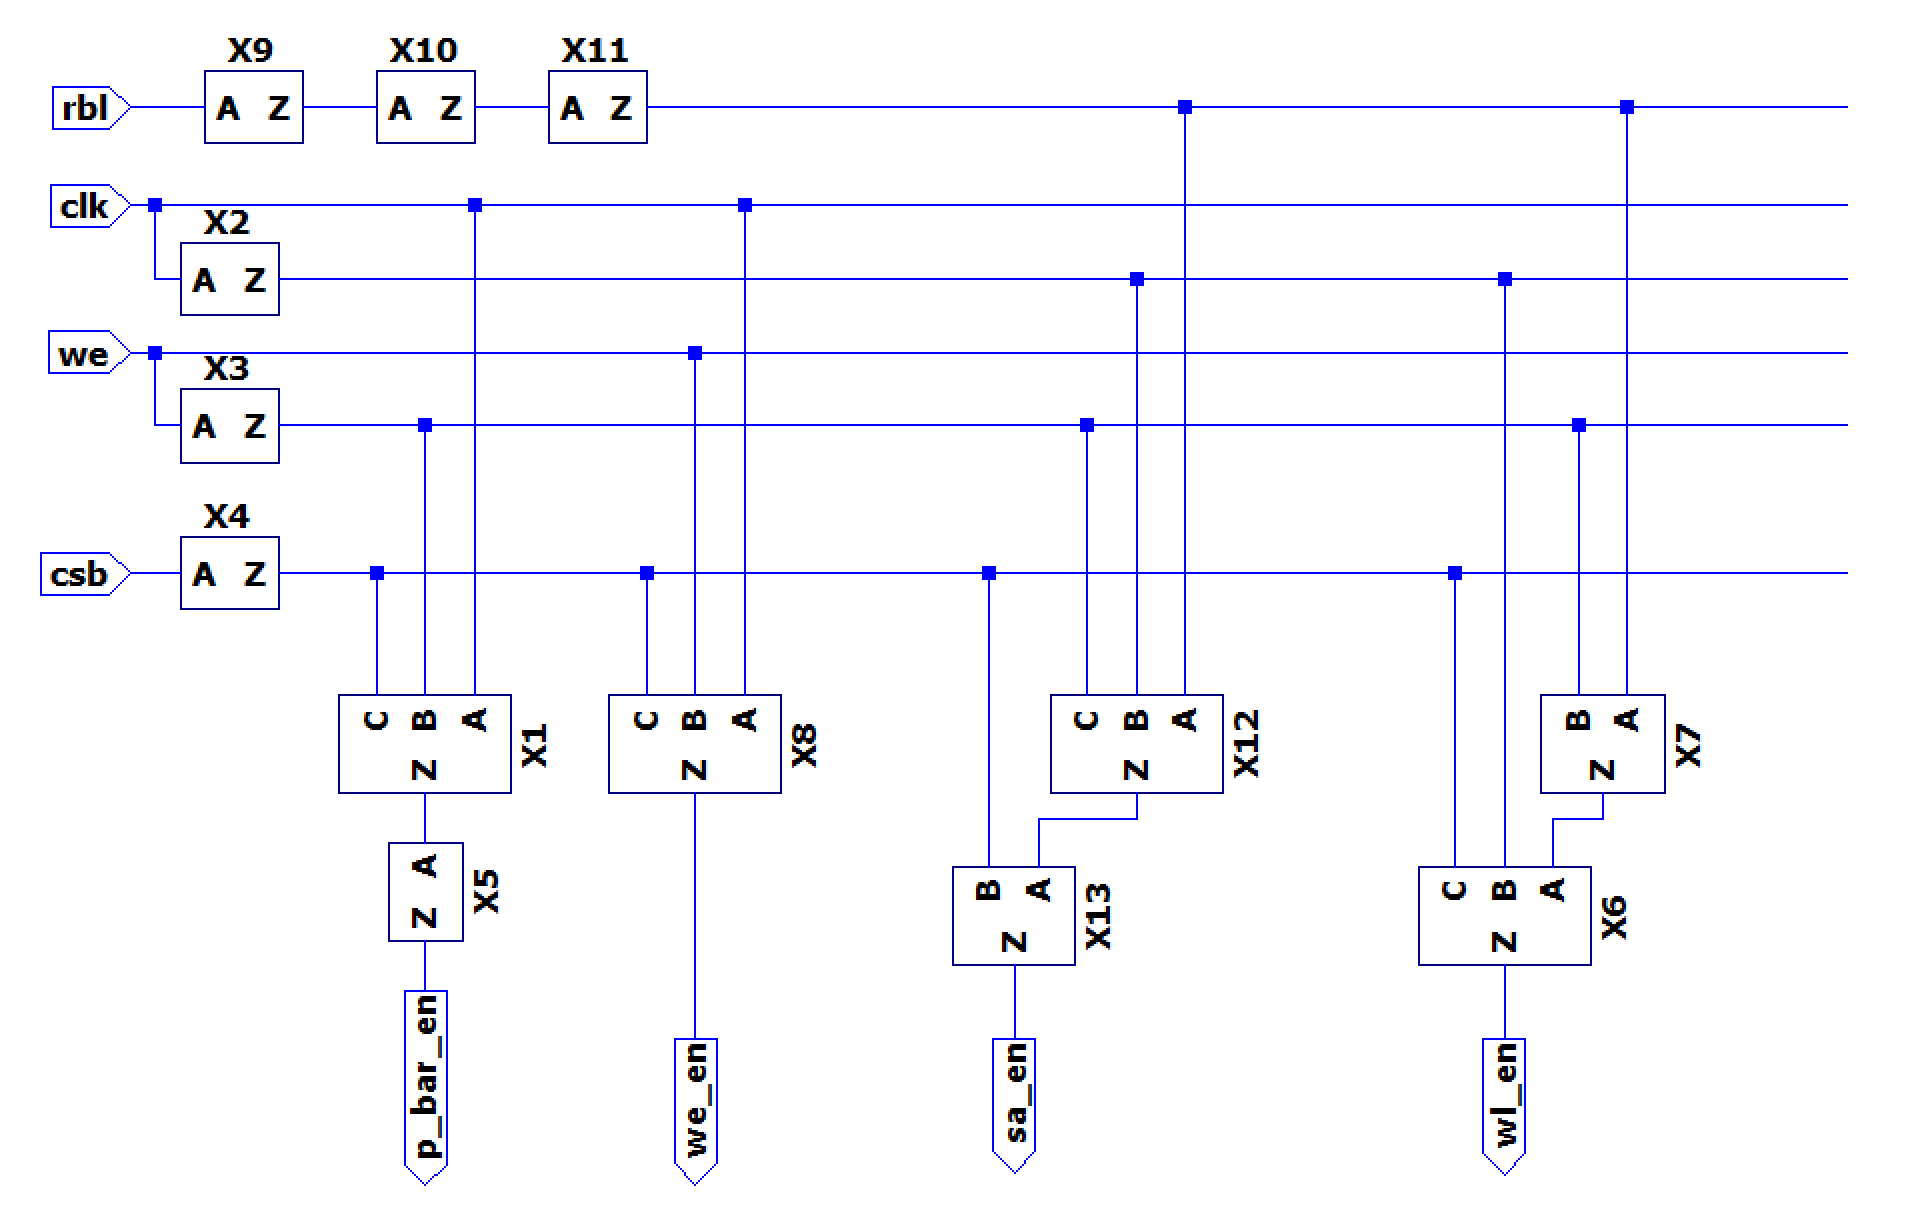 X9 X10 X11
rbl A Z A Z A Z
clk
X2
A Z
we
X3
A Z
X4
csb A Z
C B A C B A C B A B A
Z X1 Z X8 Z X12 Z X7
A B A C B A
Z X5 Z X13 Z X6
p_bar_en we_en sa_en wl_en